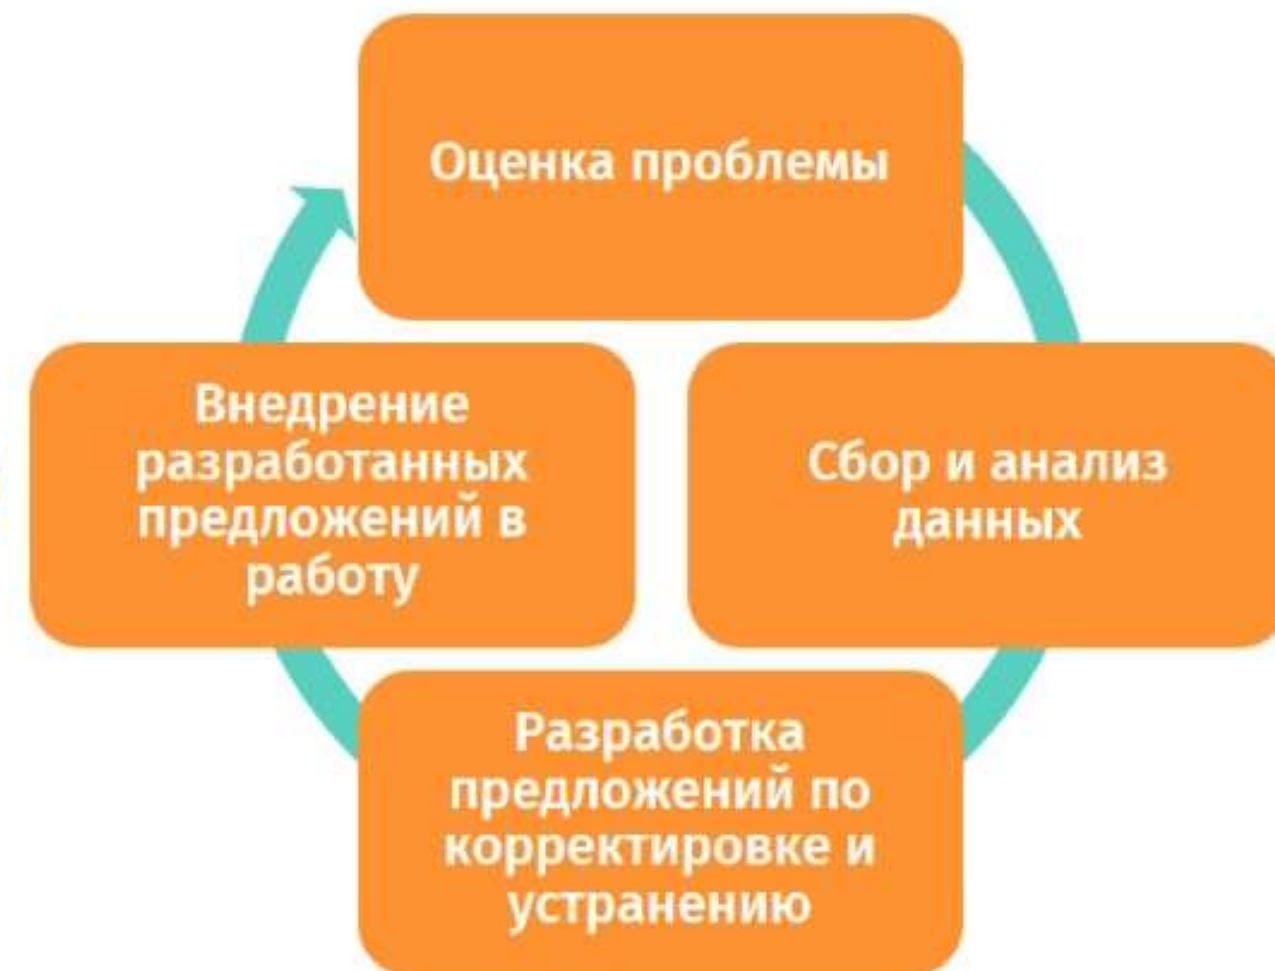 Оценка проблемы
Сбор и анализ
данных
Разработка
предложений по
корректировке и
устранению
Внедрение
разработанных
предложений в
работу